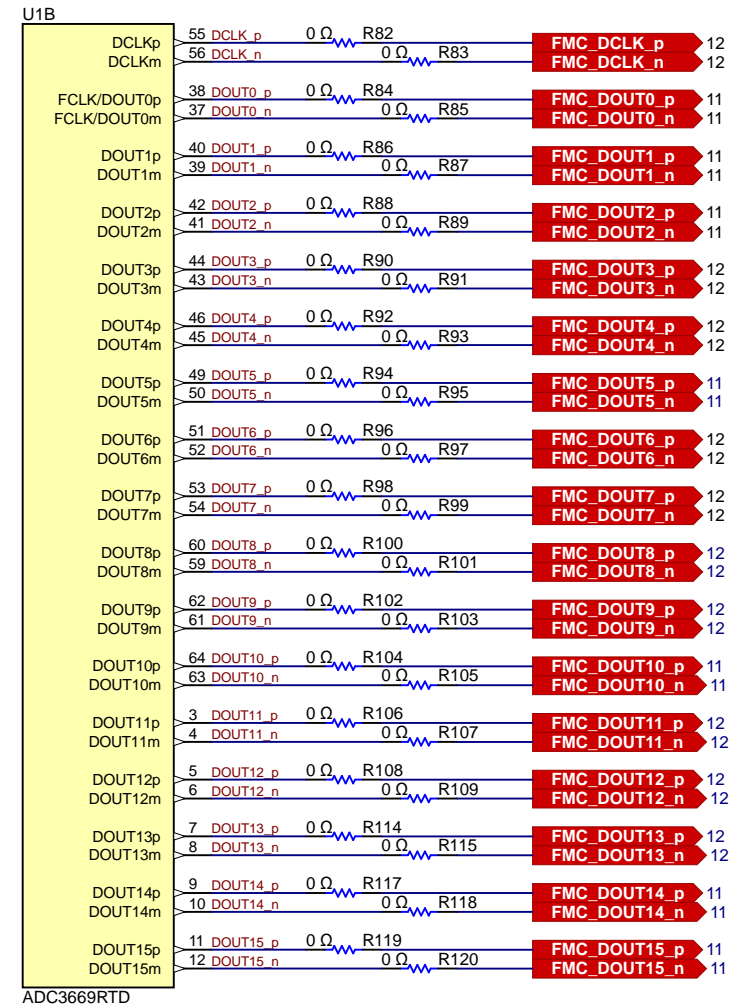 U1B
DCLKp 55 DCLK_p 0 Ω R82 FMC_DCLK_p 12
DCLKm 56 DCLK_n 0 Ω R83 FMC_DCLK_n 12
FCLK/DOUT0p 38 DOUT0_p 0 Ω R84 FMC_DOUT0_p 11
FCLK/DOUT0m 37 DOUT0_n 0 Ω R85 FMC_DOUT0_n 11
DOUT1p 40 DOUT1_p 0 Ω R86 FMC_DOUT1_p 11
DOUT1m 39 DOUT1_n 0 Ω R87 FMC_DOUT1_n 11
DOUT2p 42 DOUT2_p 0 Ω R88 FMC_DOUT2_p 11
DOUT2m 41 DOUT2_n 0 Ω R89 FMC_DOUT2_n 11
DOUT3p 44 DOUT3_p 0 Ω R90 FMC_DOUT3_p 12
DOUT3m 43 DOUT3_n 0 Ω R91 FMC_DOUT3_n 12
DOUT4p 46 DOUT4_p 0 Ω R92 FMC_DOUT4_p 12
DOUT4m 45 DOUT4_n 0 Ω R93 FMC_DOUT4_n 12
DOUT5p 49 DOUT5_p 0 Ω R94 FMC_DOUT5_p 11
DOUT5m 50 DOUT5_n 0 Ω R95 FMC_DOUT5_n 11
DOUT6p 51 DOUT6_p 0 Ω R96 FMC_DOUT6_p 12
DOUT6m 52 DOUT6_n 0 Ω R97 FMC_DOUT6_n 12
DOUT7p 53 DOUT7_p 0 Ω R98 FMC_DOUT7_p 12
DOUT7m 54 DOUT7_n 0 Ω R99 FMC_DOUT7_n 12
DOUT8p 60 DOUT8_p 0 Ω R100 FMC_DOUT8_p 12
DOUT8m 59 DOUT8_n 0 Ω R101 FMC_DOUT8_n 12
DOUT9p 62 DOUT9_p 0 Ω R102 FMC_DOUT9_p 12
DOUT9m 61 DOUT9_n 0 Ω R103 FMC_DOUT9_n 12
DOUT10p 64 DOUT10_p 0 Ω R104 FMC_DOUT10_p 11
DOUT10m 63 DOUT10_n 0 Ω R105 FMC_DOUT10_n 11
DOUT11p 3 DOUT11_p 0 Ω R106 FMC_DOUT11_p 12
DOUT11m 4 DOUT11_n 0 Ω R107 FMC_DOUT11_n 12
DOUT12p 5 DOUT12_p 0 Ω R108 FMC_DOUT12_p 12
DOUT12m 6 DOUT12_n 0 Ω R109 FMC_DOUT12_n 12
DOUT13p 7 DOUT13_p 0 Ω R114 FMC_DOUT13_p 12
DOUT13m 8 DOUT13_n 0 Ω R115 FMC_DOUT13_n 12
DOUT14p 9 DOUT14_p 0 Ω R117 FMC_DOUT14_p 11
DOUT14m 10 DOUT14_n 0 Ω R118 FMC_DOUT14_n 11
DOUT15p 11 DOUT15_p 0 Ω R119 FMC_DOUT15_p 11
DOUT15m 12 DOUT15_n 0 Ω R120 FMC_DOUT15_n 11
ADC3669RTD